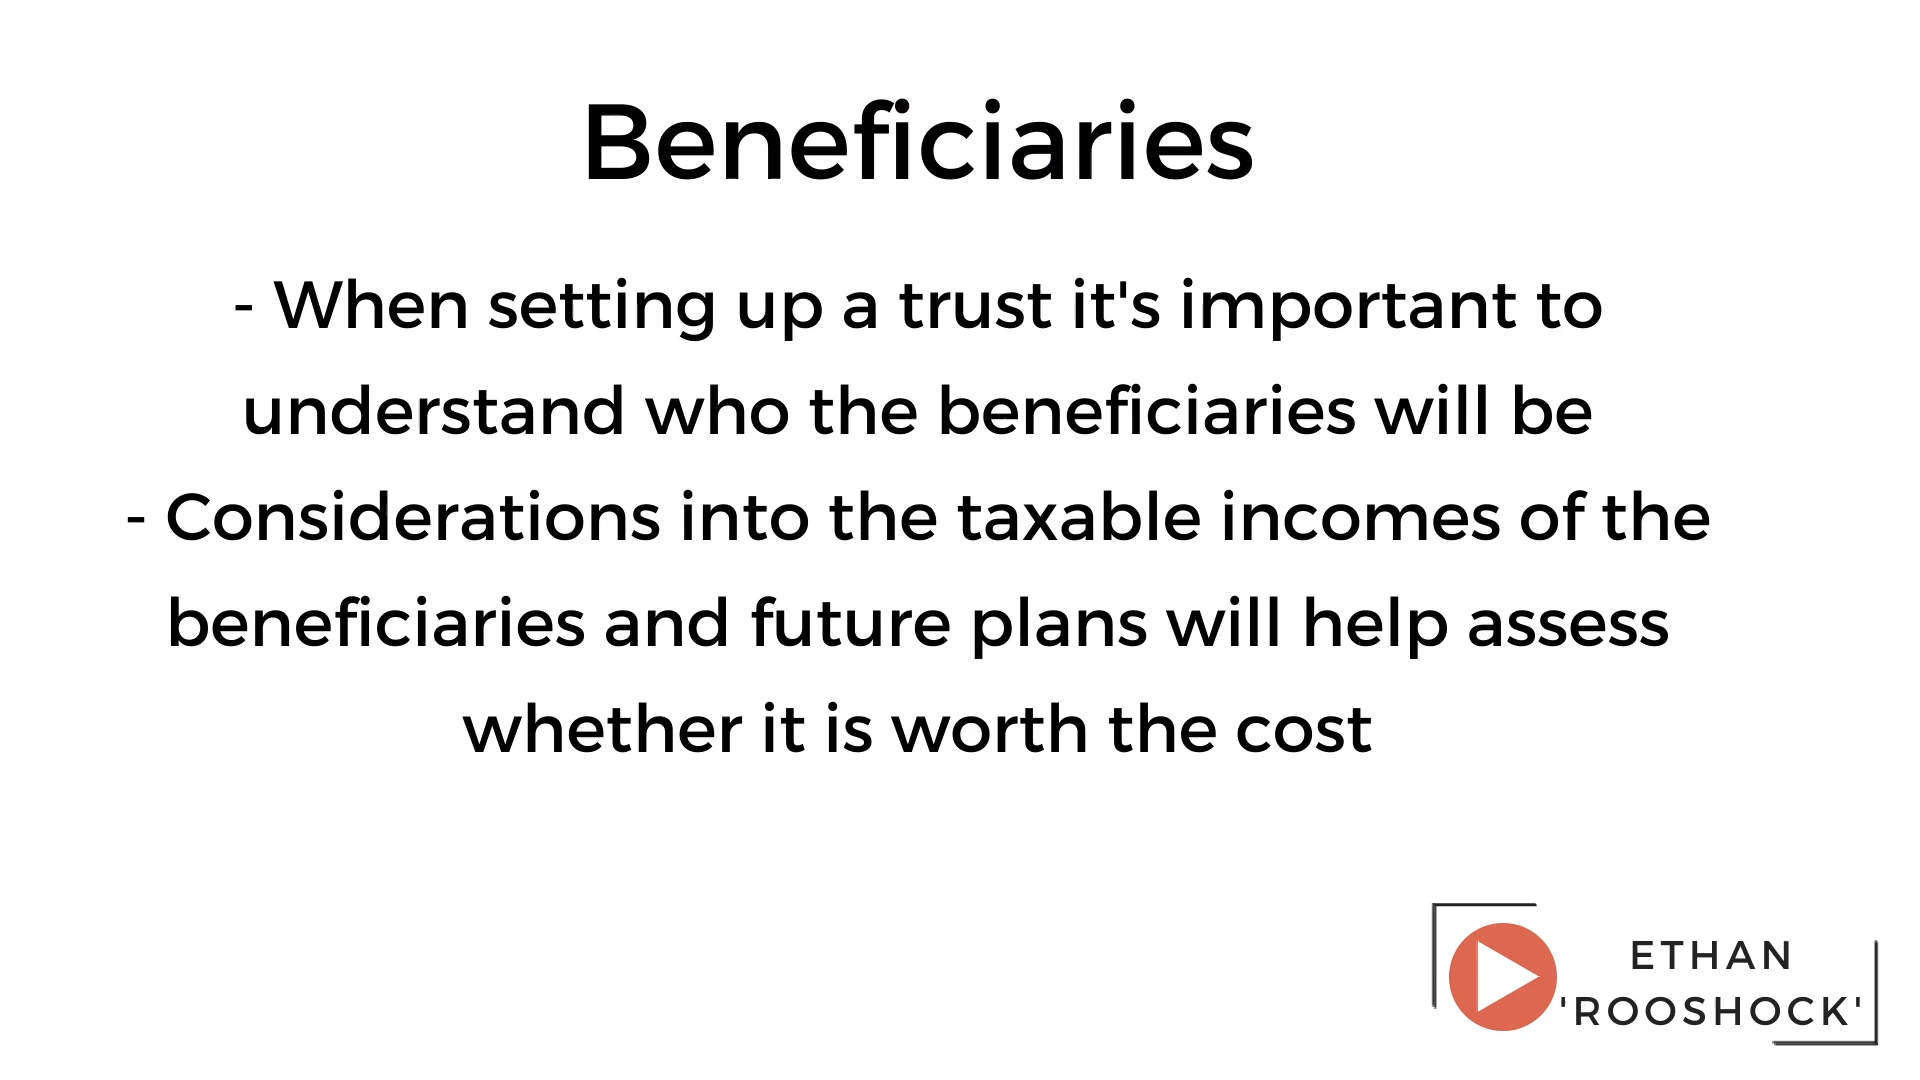 Beneficiaries
- When setting up a trust it's important to
understand who the beneficiaries will be
- Considerations into the taxable incomes of the
beneficiaries and future plans will help assess
whether it is worth the cost
ETHAN
'ROOSHOCK'